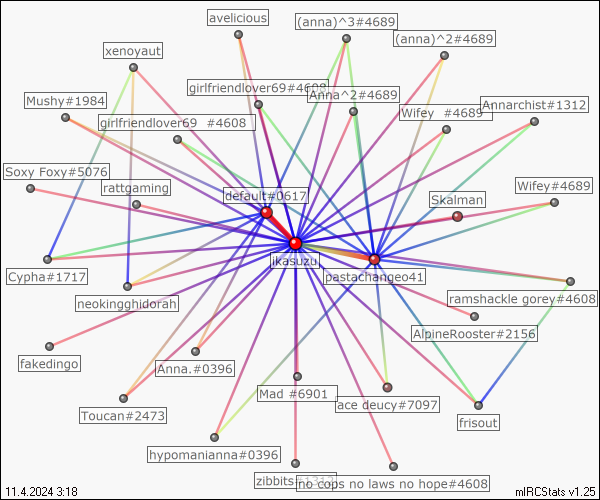 avelicious
(anna)^3#4689
(anna)^2#4689
xenoyaut
girlfriendlover69#4608
Anna^2#4689
Mushy#1984
Annarchist#1312
girlfriendlover69 #4608
Wifey #4689
Soxy Foxy#5076
rattgaming
default#0617
Skalman
Wifey#4689
ikasuzu
Cypha#1717
pastachangeo41
neokingghidorah
ramshackle gorey#4608
AlpineRooster#2156
fakedingo
Anna.#0396
Mad #6901
ace deucy#7097
Toucan#2473
frisout
hypomanianna#0396
zibbits
no cops no laws no hope#4608
11.4.2024 3:18
mIRCStats v1.25